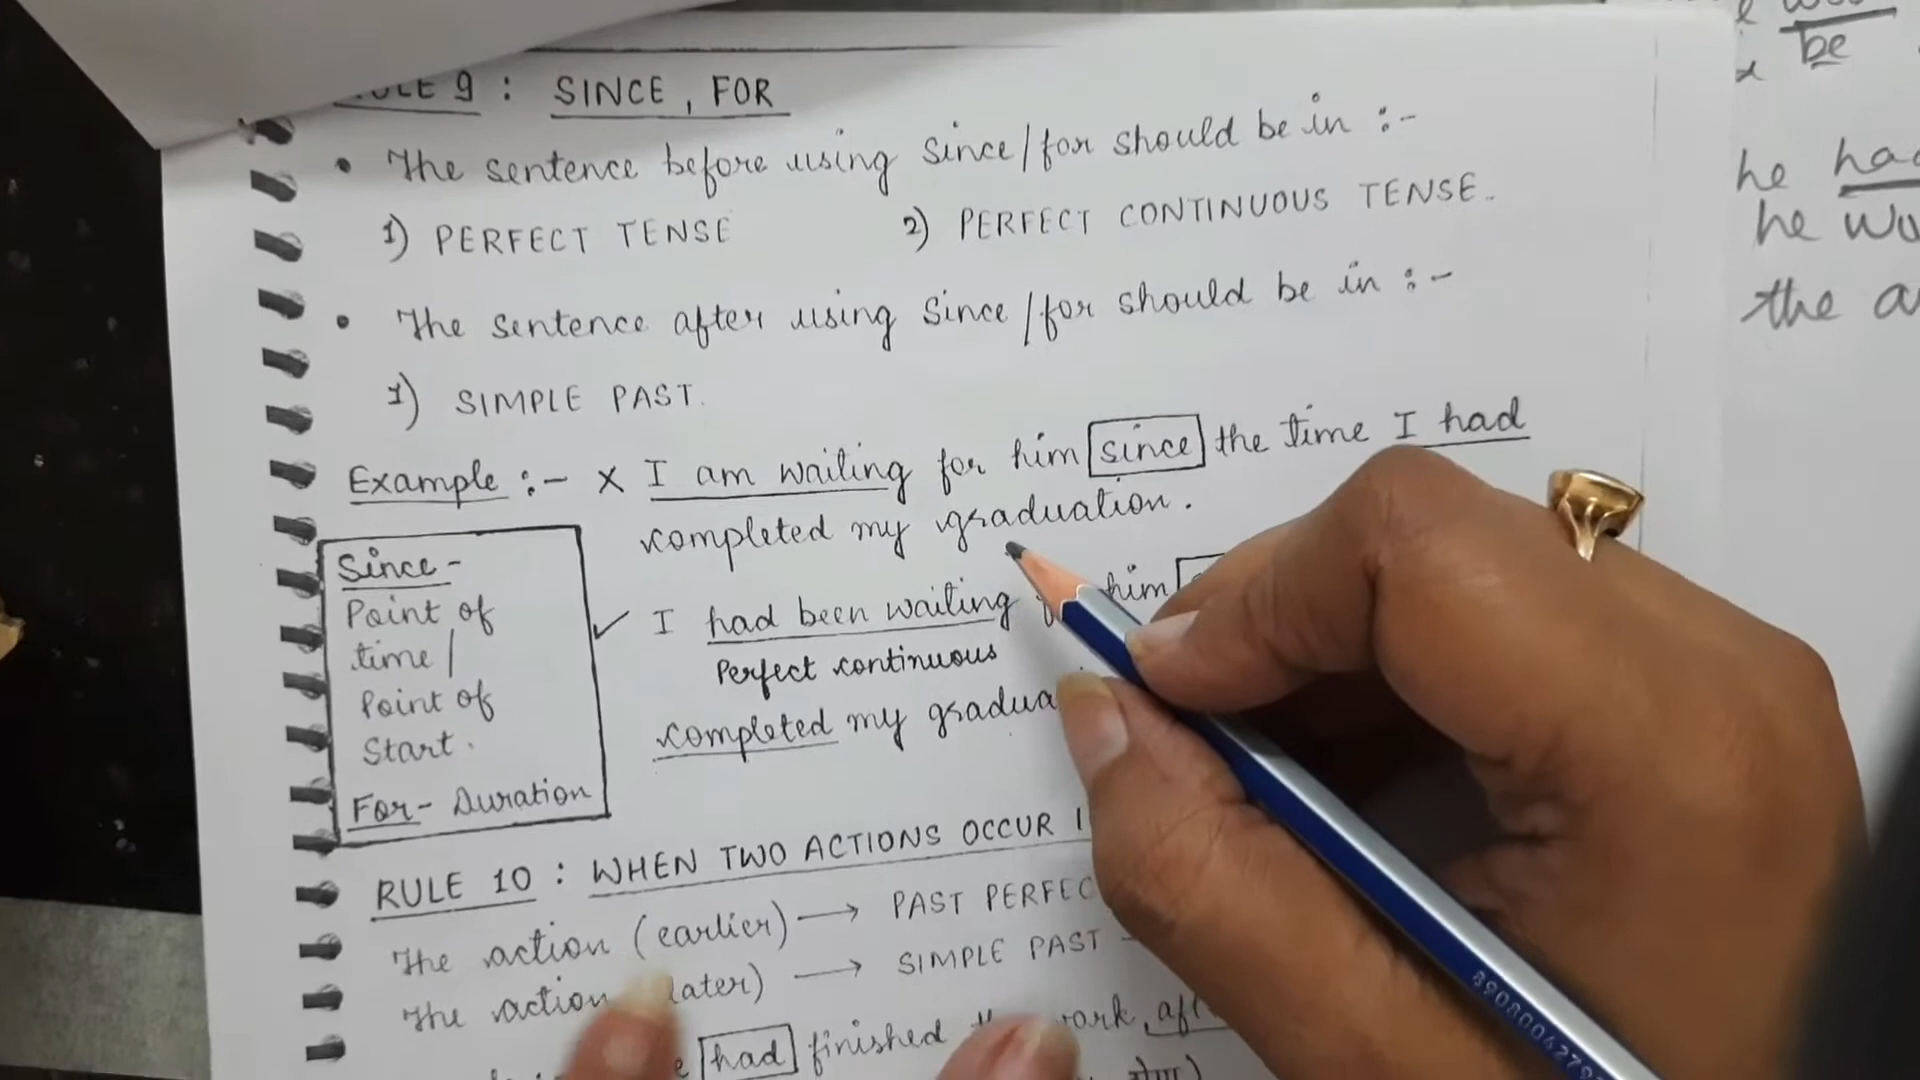 RULE 9 : SINCE, FOR
• The sentence before using since/for should be in :-
1) PERFECT TENSE 2) PERFECT CONTINUOUS TENSE.
• The sentence after using since/for should be in :-
1) SIMPLE PAST.
Example :- x I am waiting for him since the time I had
completed my graduation.
✓ I had been waiting him
Perfect continuous
completed my
Since -
Point of
time /
Point of
Start.
For - Duration
RULE 10 : WHEN TWO ACTIONS OCCUR
The action (earlier) → PAST
The action later) → SIMPLE PAST -
had finished
be
he
he
the